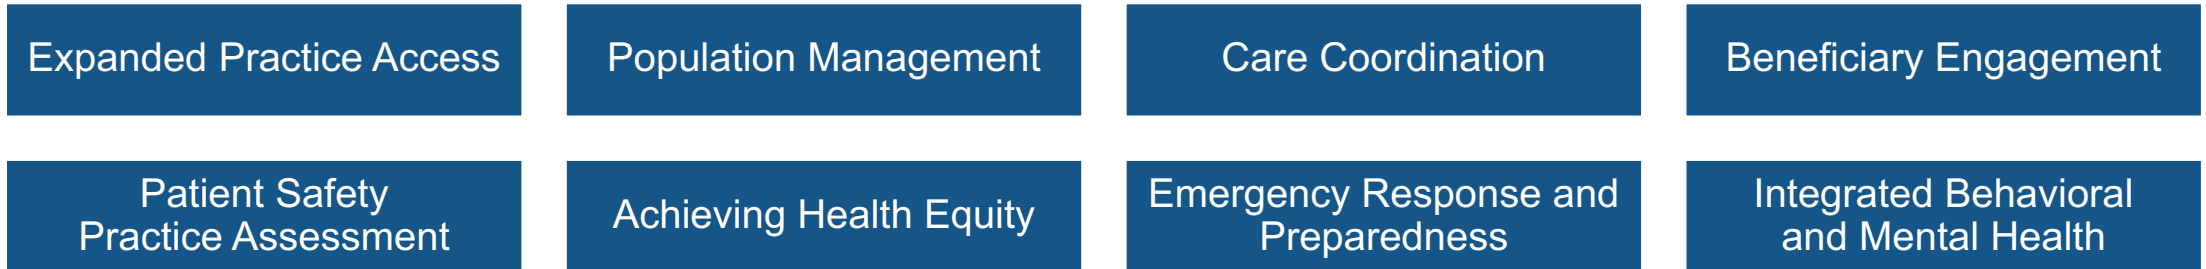 Expanded Practice Access
Population Management
Care Coordination
Beneficiary Engagement
Patient Safety
Practice Assessment
Achieving Health Equity
Emergency Response and
Preparedness
Integrated Behavioral
and Mental Health